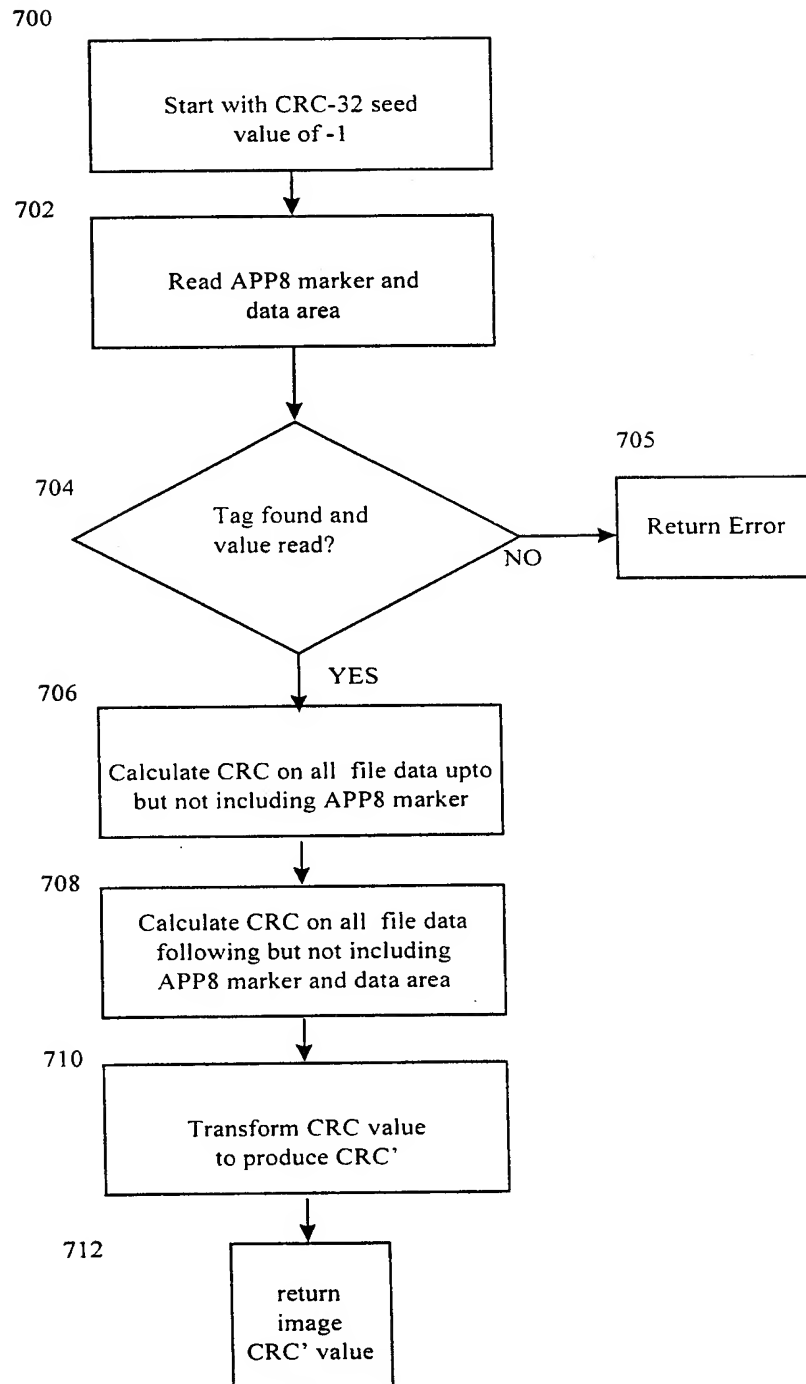 700
Start with CRC-32 seed
value of -1
702
Read APP8 marker and
data area
705
704
Tag found and
value read?
Return Error
NO
YES
706
Calculate CRC on all file data upto
but not including APP8 marker
708
Calculate CRC on all file data
following but not including
APP8 marker and data area
710
Transform CRC value
to produce CRC’
712
return
image
CRC’ value